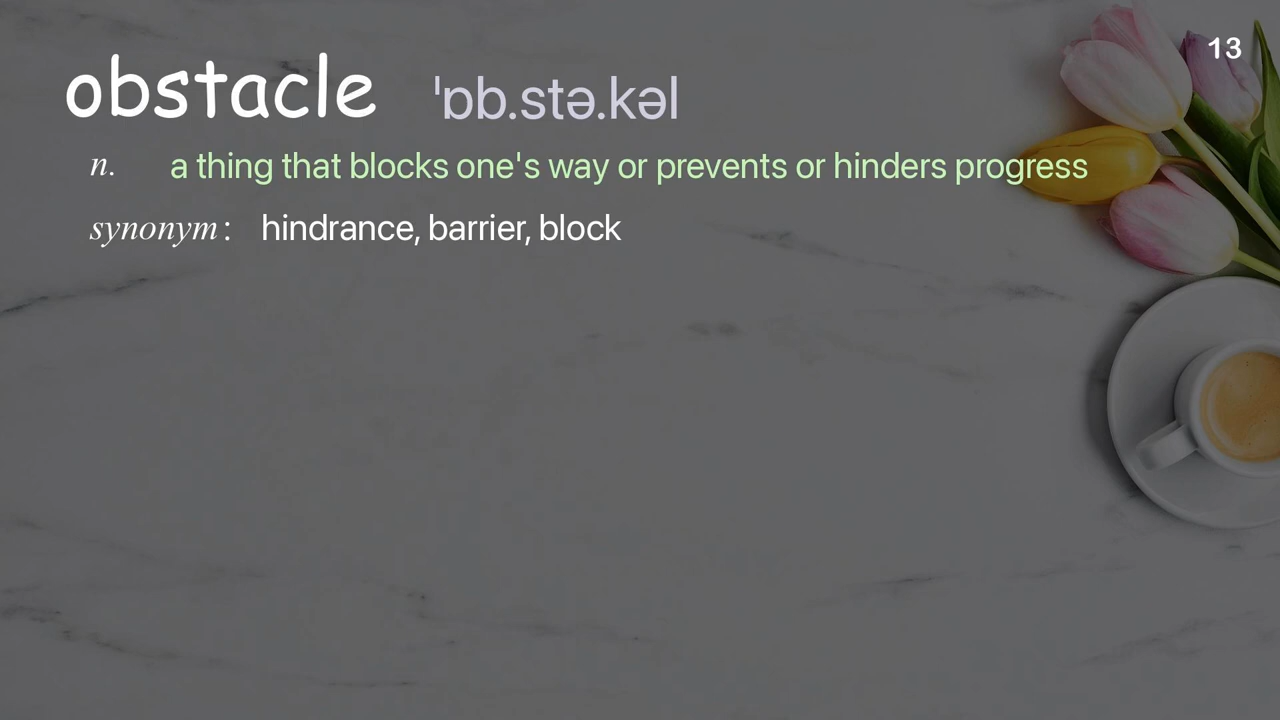 13
obstacle ˈɒb.stə.kəl
n. a thing that blocks one's way or prevents or hinders progress
synonym: hindrance, barrier, block